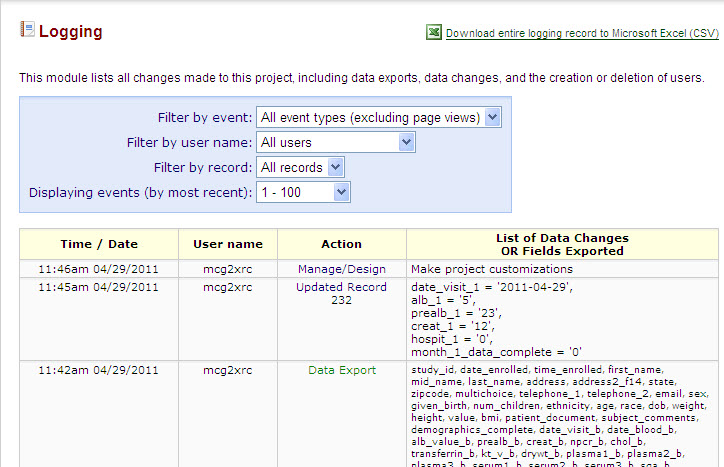 Logging
Download entire logging record to Microsoft Excel (CSV)
This module lists all changes made to this project, including data exports, data changes, and the creation or deletion of users.
Filter by event: All event types (excluding page views)
Filter by user name: All users
Filter by record: All records
Displaying events (by most recent): 1 - 100
Time / Date User name Action List of Data Changes
OR Fields Exported
11:46am 04/29/2011 mcg2xrc Manage/Design Make project customizations
11:45am 04/29/2011 mcg2xrc Updated Record
232
date_visit_1 = '2011-04-29',
alb_1 = '5',
prealb_1 = '23',
creat_1 = '12',
hospit_1 = '0',
month_1_data_complete = '0'
11:42am 04/29/2011 mcg2xrc Data Export
study_id, date_enrolled, time_enrolled, first_name,
mid_name, last_name, address, address2_f14, state,
zipcode, multichoice, telephone_1, telephone_2, email, sex,
given_birth, num_children, ethnicity, age, race, dob, weight,
height, value, bmi, patient_document, subject_comments,
demographics_complete, date_visit_b, date_blood_b,
alb_value_b, prealb_b, creat_b, npcr_b, chol_b,
transferrin_b, kt_v_b, drywt_b, plasma1_b, plasma2_b,
plasma3_b, serum1_b, serum2_b, serum3_b, sga_b,